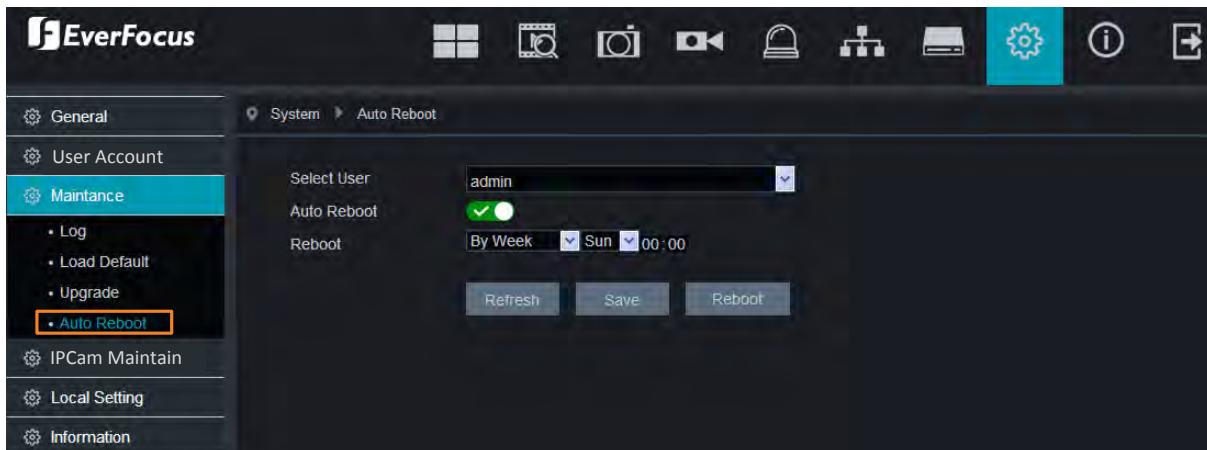 EverFocus
General
System Auto Reboot
User Account
Select User admin
Maintance
Auto Reboot
• Log
Reboot By Week Sun 00:00
• Load Default
• Upgrade
Refresh Save Reboot
• Auto Reboot
IPCam Maintain
Local Setting
Information